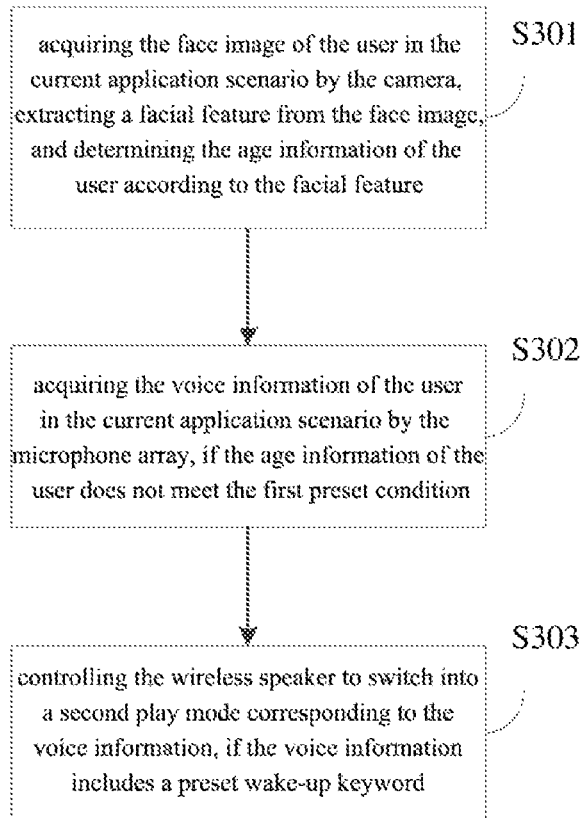 acquiring the face image of the user in the
current application scenario by the camera,
extracting a facial feature from the face image,
and determining the age information of the
user according to the facial feature
S301
acquiring the voice information of the user
in the current application scenario by the
microphone array, if the age information of the
user does not meet the first preset condition
S302
controlling the wireless speaker to switch into
a second play mode corresponding to the
voice information, if the voice information
includes a preset wake-up keyword
S303